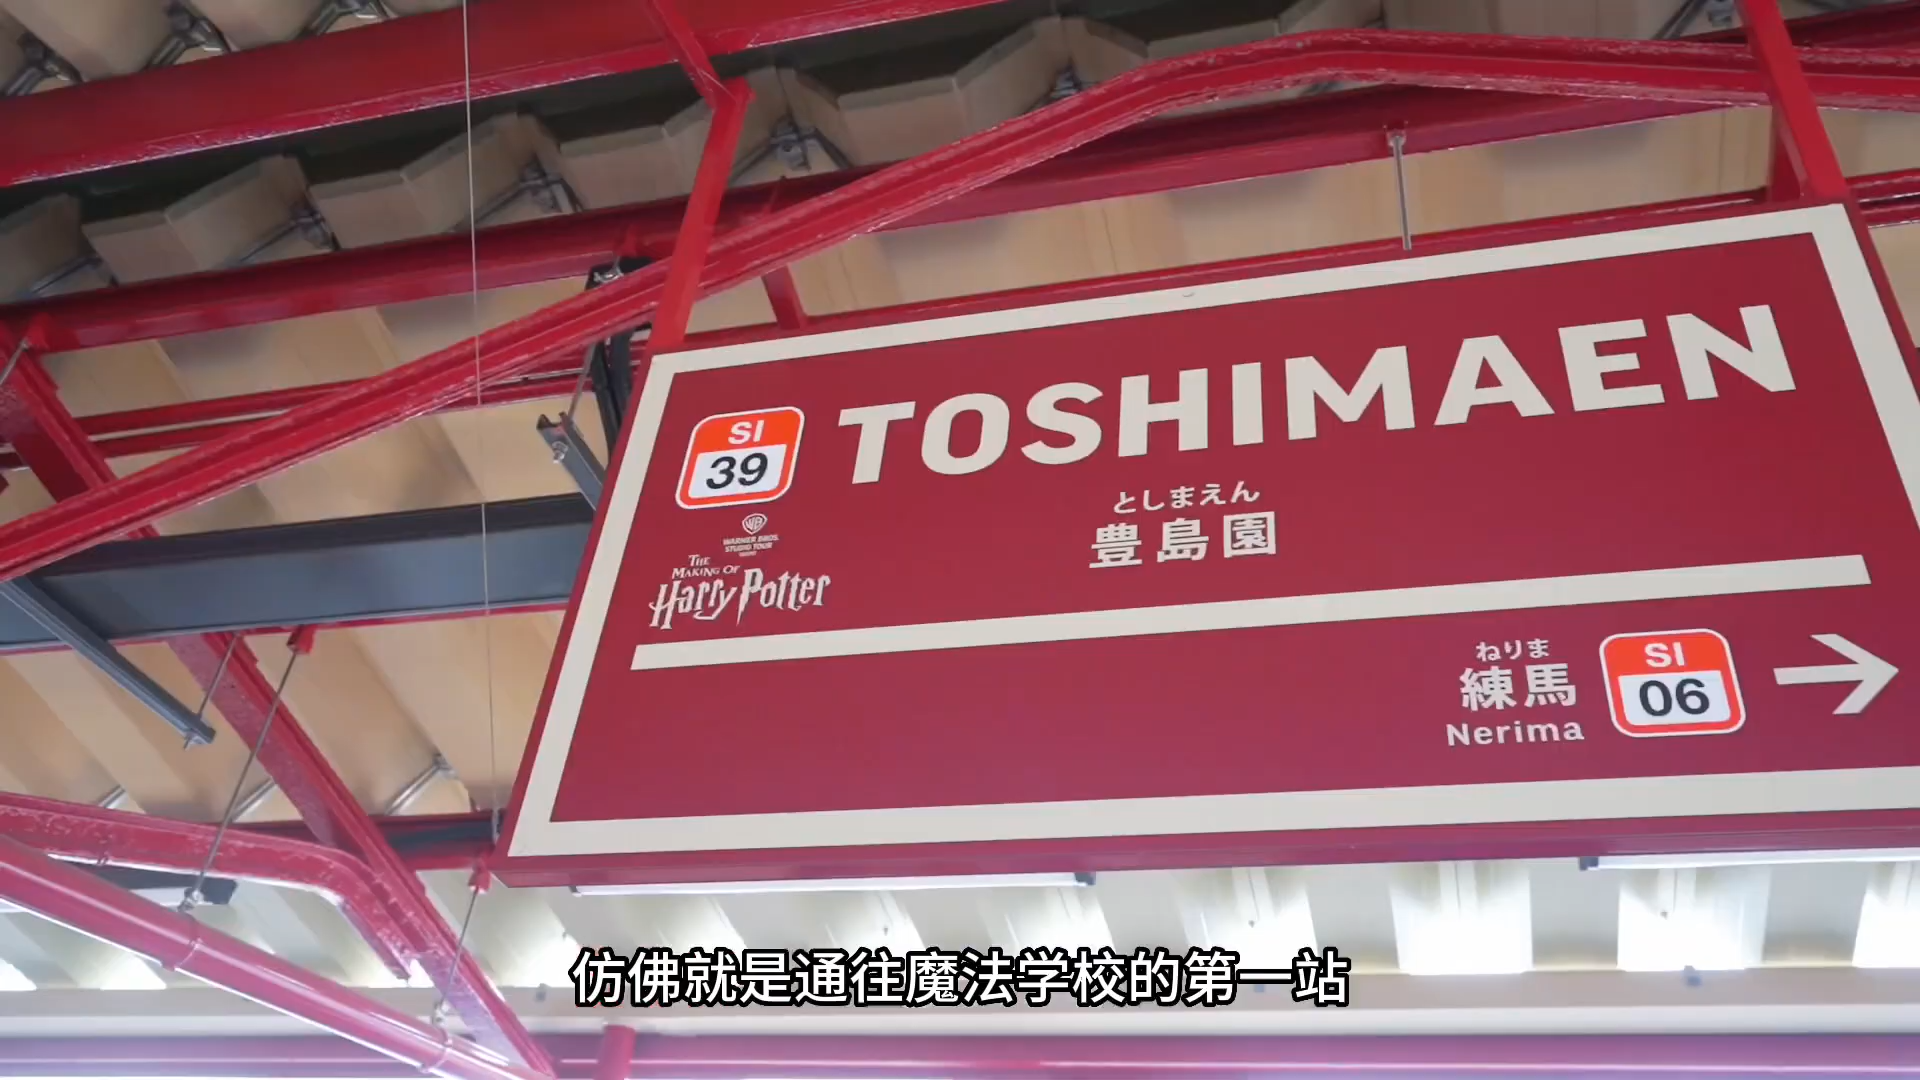 SI
39
TOSHIMAEN
としまえん
豊島園
WARNER BROS.
STUDIO TOUR
THE
MAKING OF
Harry Potter
ねりま
練馬
Nerima
SI
06
仿佛就是通往魔法学校的第一站